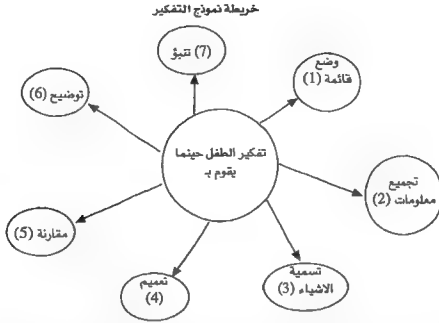 خريطة نموذج التفكير
تفكير الطفل حينما
يقوم بـ
وضع
قائمة (1)
تجميع
معلومات (2)
تسمية
الاشياء (3)
تعميم
(4)
مقارنة (5)
توضيح (6)
(7) تنبؤ